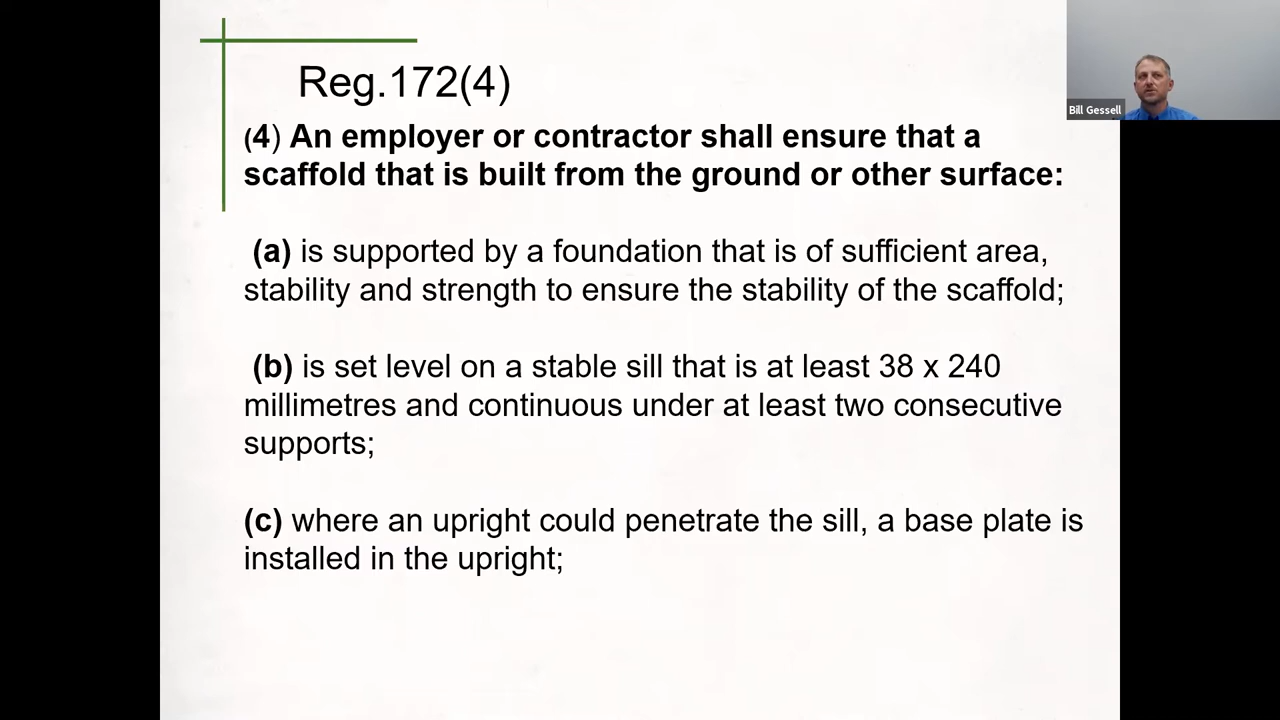 Reg.172(4)
(4) An employer or contractor shall ensure that a
scaffold that is built from the ground or other surface:
(a) is supported by a foundation that is of sufficient area,
stability and strength to ensure the stability of the scaffold;
(b) is set level on a stable sill that is at least 38 x 240
millimetres and continuous under at least two consecutive
supports;
(c) where an upright could penetrate the sill, a base plate is
installed in the upright;
Bill Gessell